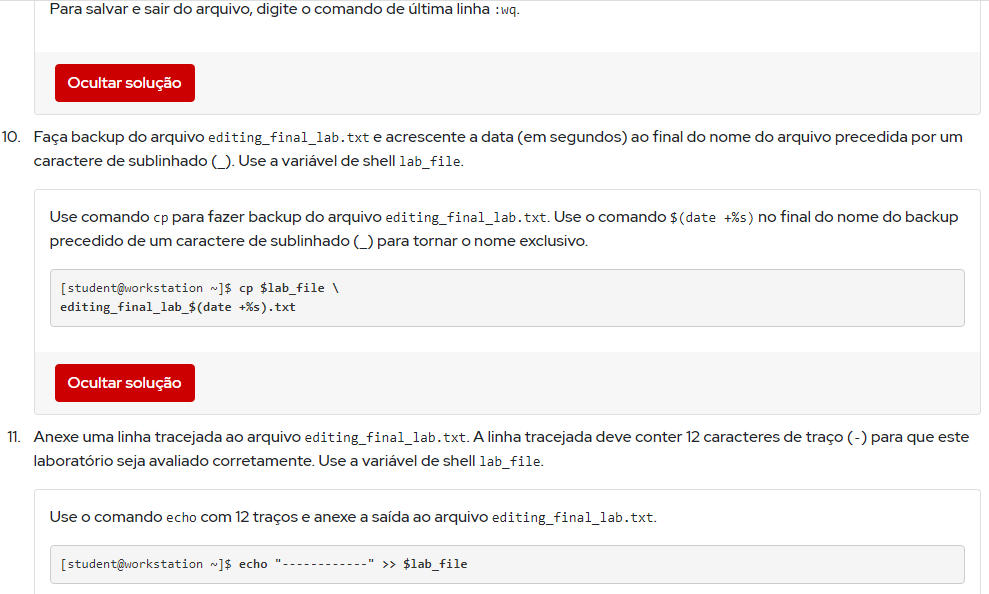 Para salvar e sair do arquivo, digite o comando de última linha :wq.
Ocultar solução
10. Faça backup do arquivo editing_final_lab.txt e acrescente a data (em segundos) ao final do nome do arquivo precedida por um
caractere de sublinhado (_). Use a variável de shell lab_file.
Use comando cp para fazer backup do arquivo editing_final_lab.txt. Use o comando $(date +%s) no final do nome do backup
precedido de um caractere de sublinhado (_) para tornar o nome exclusivo.
[student@workstation ~]$ cp $lab_file \
editing_final_lab_$(date +%s).txt
Ocultar solução
11. Anexe uma linha tracejada ao arquivo editing_final_lab.txt. A linha tracejada deve conter 12 caracteres de traço (-) para que este
laboratório seja avaliado corretamente. Use a variável de shell lab_file.
Use o comando echo com 12 traços e anexe a saída ao arquivo editing_final_lab.txt.
[student@workstation ~]$ echo "------------" >> $lab_file